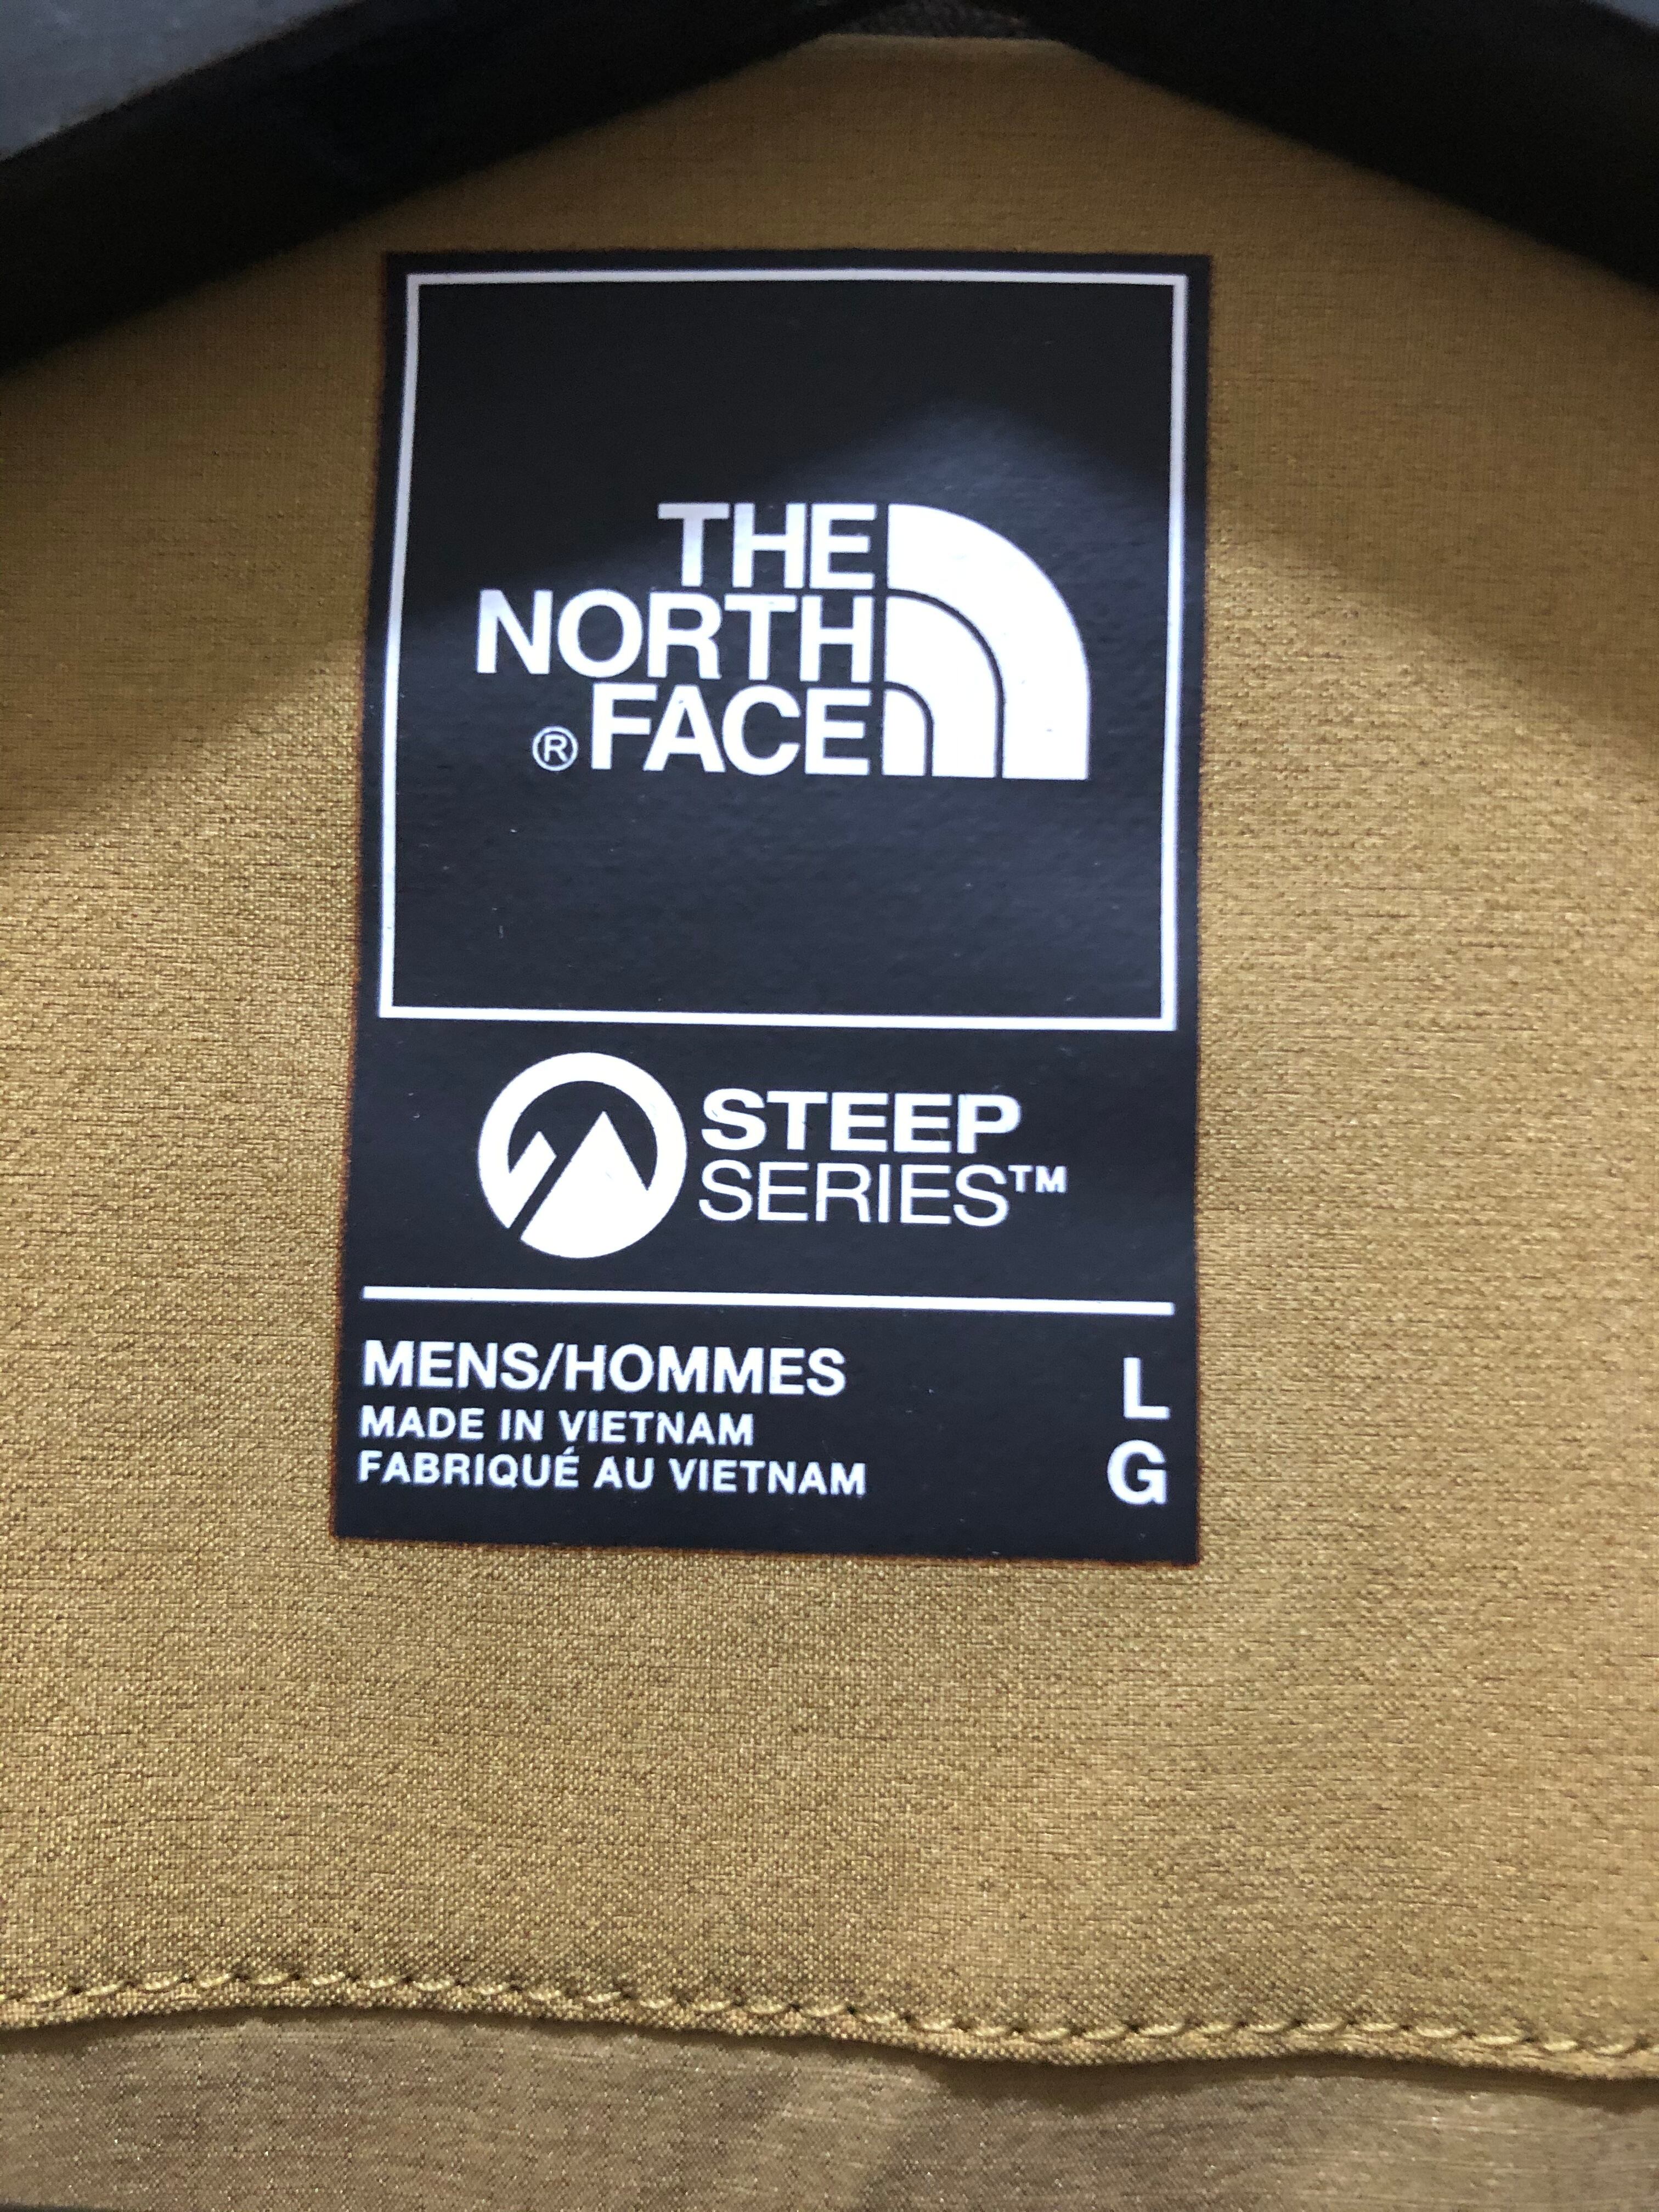 THE
NORTH
® FACE
STEEP
SERIES™
MENS/HOMMES L
MADE IN VIETNAM
FABRIQUÉ AU VIETNAM G